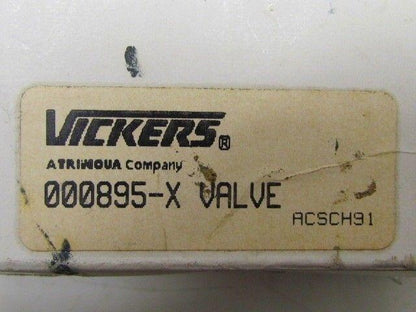 VICKERS®
A TRINOVA Company
000895-X VALVE
ACSCH91